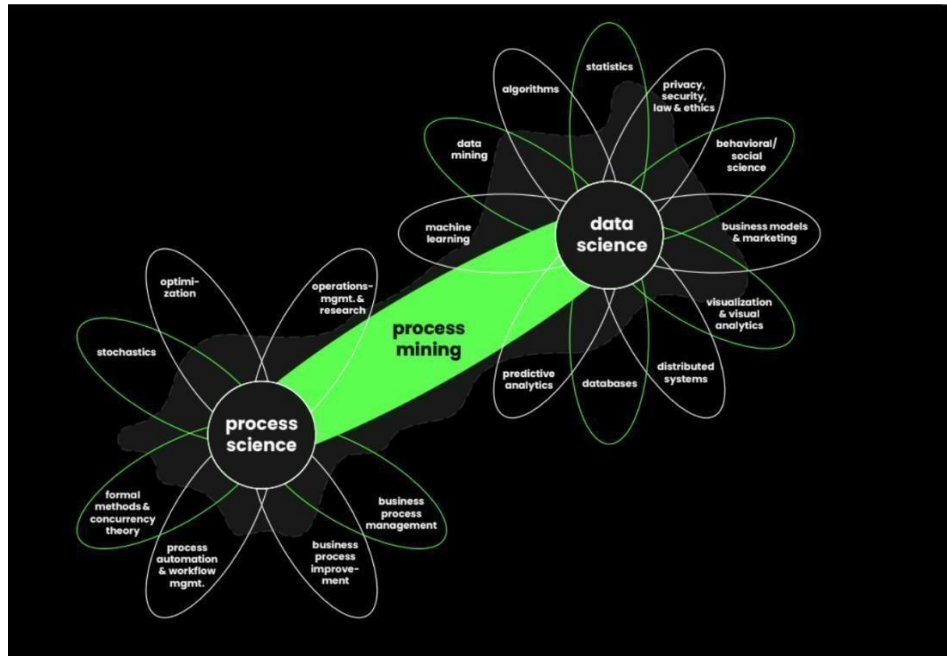 statistics
algorithms
privacy,
security,
law & ethics
data
mining
behavioral/
social
science
machine
learning
data
science
business models
& marketing
visualization
& visual
analytics
distributed
systems
databases
predictive
analytics
process
mining
optimi-
zation
operations-
mgmt. &
research
stochastics
process
science
formal
methods &
concurrency
theory
process
automation
& workflow
mgmt.
business
process
improve-
ment
business
process
management